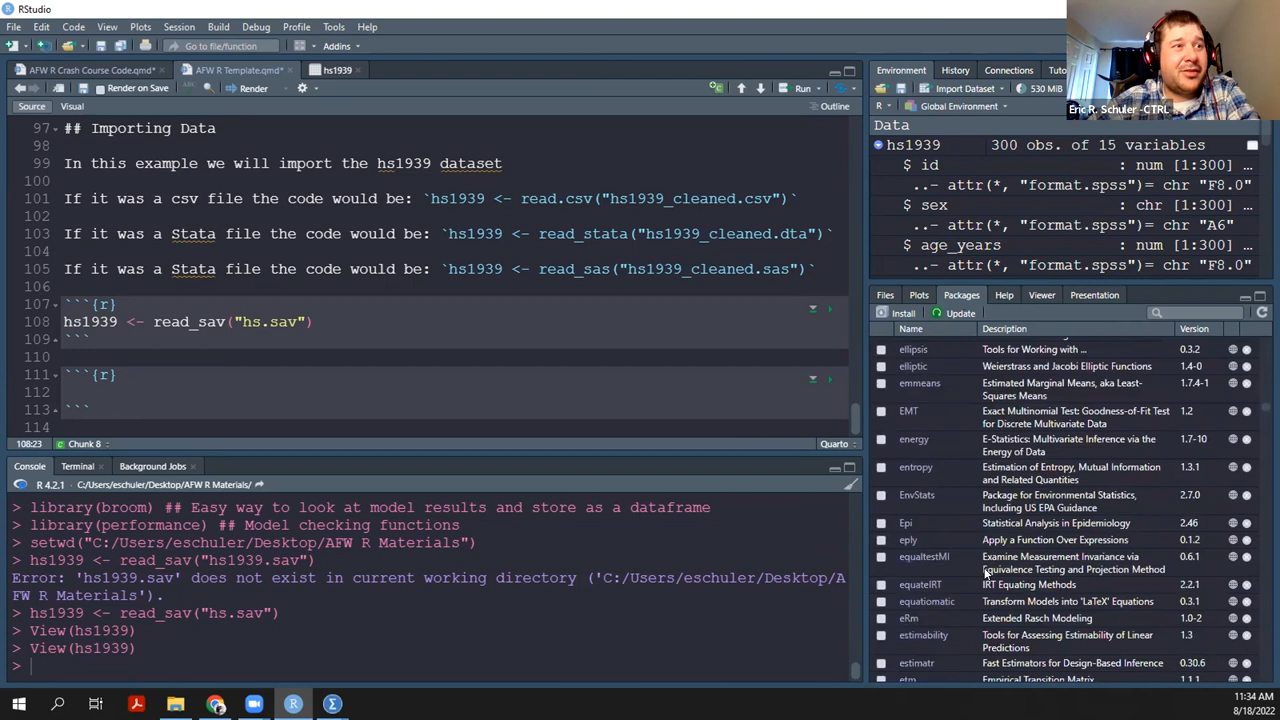 RStudio
File Edit Code View Plots Session Build Debug Profile Tools Help
Go to file/function Addins
AFW R Crash Course Code.qmd* AFW R Template.qmd* hs1939
Render on Save Render Run
Source Visual Outline
97 ## Importing Data
98
99 In this example we will import the hs1939 dataset
100
101 If it was a csv file the code would be: `hs1939 <- read.csv("hs1939_cleaned.csv")`
102
103 If it was a Stata file the code would be: `hs1939 <- read_stata("hs1939_cleaned.dta")`
104
105 If it was a Stata file the code would be: `hs1939 <- read_sas("hs1939_cleaned.sas")`
106
107 ```{r}
108 hs1939 <- read_sav("hs.sav")
109 ```
110
111 ```{r}
112
113 ```
114
108:23 Chunk 8 Quarto
Console Terminal Background Jobs
R 4.2.1 · C:/Users/eschuler/Desktop/AFW R Materials/
> library(broom) ## Easy way to look at model results and store as a dataframe
> library(performance) ## Model checking functions
> setwd("C:/Users/eschuler/Desktop/AFW R Materials")
> hs1939 <- read_sav("hs1939.sav")
Error: 'hs1939.sav' does not exist in current working directory ('C:/Users/eschuler/Desktop/A
FW R Materials').
> hs1939 <- read_sav("hs.sav")
> View(hs1939)
> View(hs1939)
>
Environment History Connections Tuto
Import Dataset 530 MiB
R Global Environment
Eric R. Schuler -CTRL
Data
hs1939 300 obs. of 15 variables
$ id : num [1:300] ...
..- attr(*, "format.spss")= chr "F8.0"
$ sex : chr [1:300] ...
..- attr(*, "format.spss")= chr "A6"
$ age_years : num [1:300] ...
..- attr(*, "format.spss")= chr "F8.0"
Files Plots Packages Help Viewer Presentation
Install Update
Name Description Version
ellipsis Tools for Working with ... 0.3.2
elliptic Weierstrass and Jacobi Elliptic Functions 1.4-0
emmeans Estimated Marginal Means, aka Least- 1.7.4-1
Squares Means
EMT Exact Multinomial Test: Goodness-of-Fit Test 1.2
for Discrete Multivariate Data
energy E-Statistics: Multivariate Inference via the 1.7-10
Energy of Data
entropy Estimation of Entropy, Mutual Information 1.3.1
and Related Quantities
EnvStats Package for Environmental Statistics, 2.7.0
Including US EPA Guidance
Epi Statistical Analysis in Epidemiology 2.46
eply Apply a Function Over Expressions 0.1.2
equaltestMI Examine Measurement Invariance via 0.6.1
Equivalence Testing and Projection Method
equateIRT IRT Equating Methods 2.2.1
equatiomatic Transform Models into 'LaTeX' Equations 0.3.1
eRm Extended Rasch Modeling 1.0-2
estimability Tools for Assessing Estimability of Linear 1.3
Predictions
estimatr Fast Estimators for Design-Based Inference 0.30.6
etm Empirical Transition Matrix 1.1.1
11:34 AM
8/18/2022